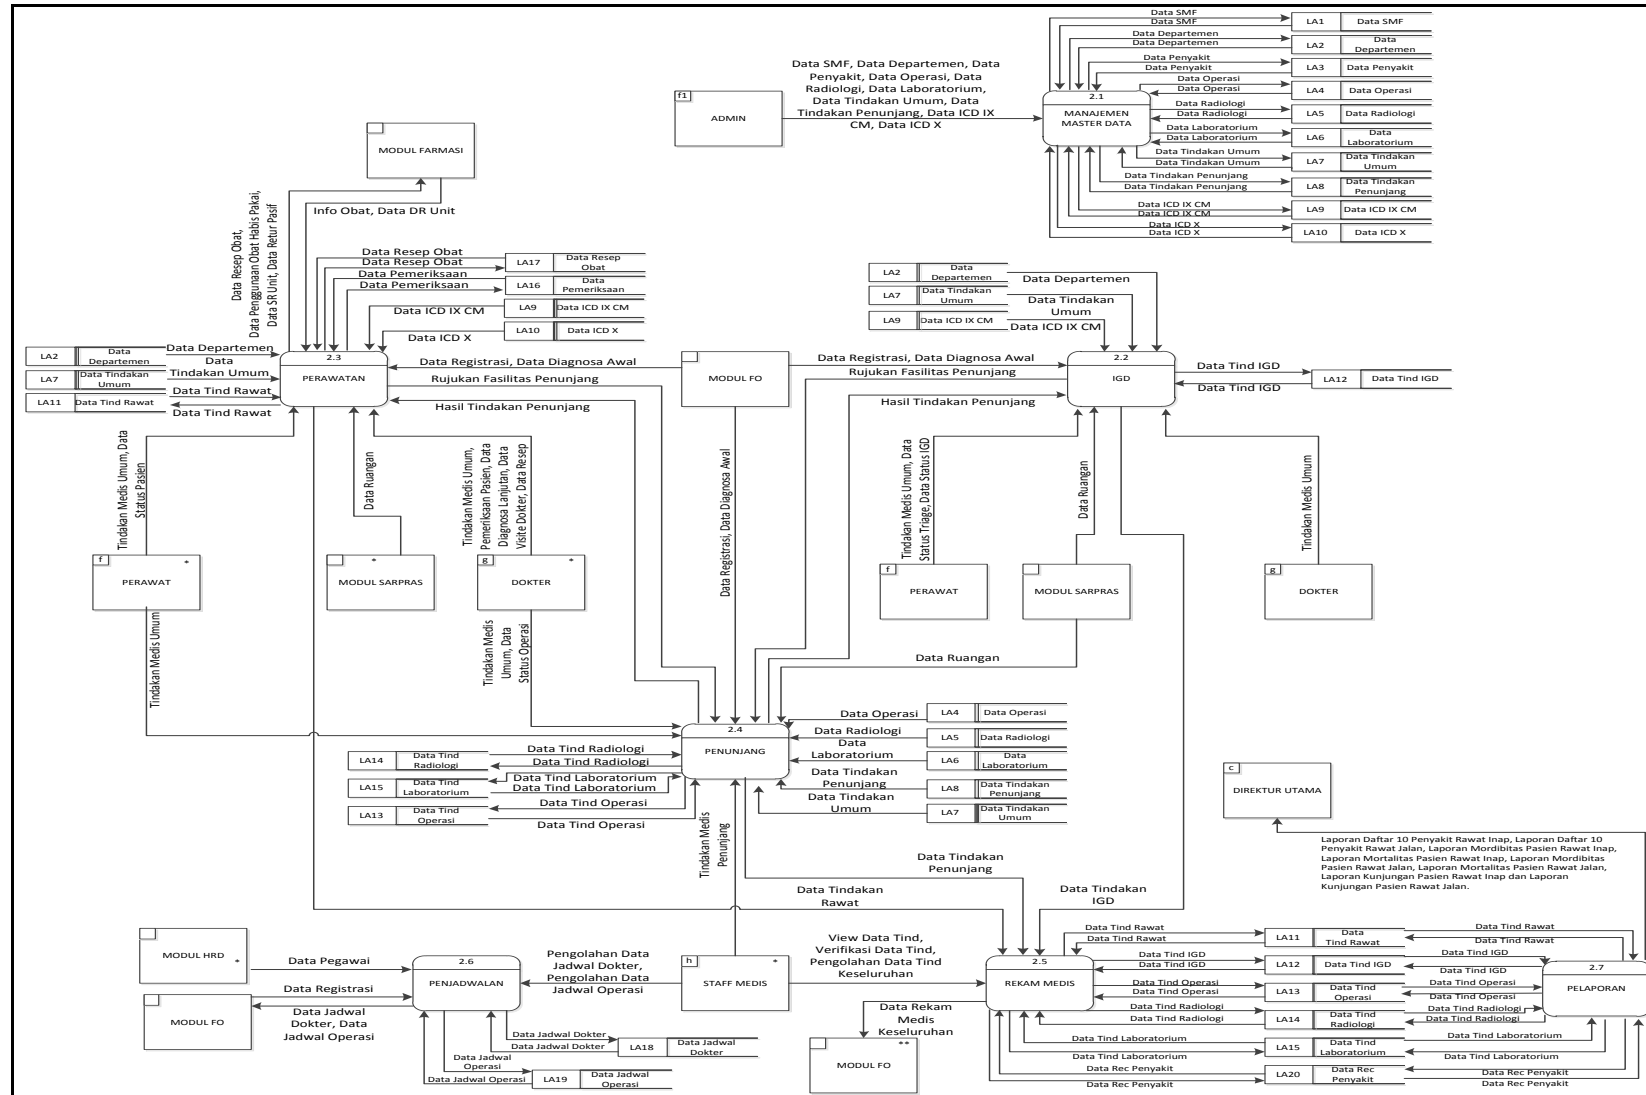 Data SMF
Data SMF
LA1
Data SMF
Data Departemen
Data Departemen
LA2
Data
Departemen
Data Penyakit
Data Penyakit
LA3
Data Penyakit
Data Operasi
Data Operasi
LA4
Data Operasi
Data Radiologi
Data Radiologi
LA5
Data Radiologi
Data Laboratorium
Data Laboratorium
LA6
Data
Laboratorium
Data Tindakan Umum
Data Tindakan Umum
LA7
Data Tindakan
Umum
Data Tindakan Penunjang
Data Tindakan Penunjang
LA8
Data Tindakan
Penunjang
Data ICD IX CM
Data ICD IX CM
LA9
Data ICD IX CM
Data ICD X
Data ICD X
LA10
Data ICD X
f1
ADMIN
Data SMF, Data Departemen, Data
Penyakit, Data Operasi, Data
Radiologi, Data Laboratorium,
Data Tindakan Umum, Data
Tindakan Penunjang, Data ICD IX
CM, Data ICD X
2.1
MANAJEMEN
MASTER DATA
MODUL FARMASI
Info Obat, Data DR Unit
Data Resep Obat,
Data Penggunaan Obat Habis Pakai,
Data SR Unit, Data Retur Pasif
Data Resep Obat
Data Resep Obat
LA17
Data Resep
Obat
Data Pemeriksaan
Data Pemeriksaan
LA16
Data
Pemeriksaan
Data ICD IX CM
LA9
Data ICD IX CM
Data ICD X
LA10
Data ICD X
LA2
Data
Departemen
Data Departemen
LA7
Data Tindakan
Umum
Data
Tindakan Umum
LA11
Data Tind Rawat
Data Tind Rawat
Data Tind Rawat
2.3
PERAWATAN
Data Registrasi, Data Diagnosa Awal
Rujukan Fasilitas Penunjang
Hasil Tindakan Penunjang
MODUL FO
Data Registrasi, Data Diagnosa Awal
Rujukan Fasilitas Penunjang
Hasil Tindakan Penunjang
LA2
Data
Departemen
Data Departemen
LA7
Data Tindakan
Umum
Data Tindakan
Umum
LA9
Data ICD IX CM
Data ICD IX CM
2.2
IGD
Data Tind IGD
Data Tind IGD
LA12
Data Tind IGD
Tindakan Medis Umum, Data
Status Pasien
Data Ruangan
Tindakan Medis Umum,
Pemeriksaan Pasien, Data
Diagnosa Lanjutan, Data
Visite Dokter, Data Resep
Data Registrasi, Data Diagnosa Awal
Tindakan Medis Umum, Data
Status Triage, Data Status IGD
Data Ruangan
Tindakan Medis Umum
f
*
PERAWAT
*
MODUL SARPRAS
g
*
DOKTER
f
PERAWAT
MODUL SARPRAS
g
DOKTER
Tindakan Medis Umum
Tindakan Medis
Umum, Data
Status Operasi
Data Ruangan
2.4
PENUNJANG
Data Operasi
LA4
Data Operasi
Data Radiologi
LA5
Data Radiologi
Data
Laboratorium
LA6
Data
Laboratorium
Data Tindakan
Penunjang
LA8
Data Tindakan
Penunjang
Data Tindakan
Umum
LA7
Data Tindakan
Umum
LA14
Data Tind
Radiologi
Data Tind Radiologi
Data Tind Radiologi
LA15
Data Tind
Laboratorium
Data Tind Laboratorium
Data Tind Laboratorium
LA13
Data Tind
Operasi
Data Tind Operasi
Data Tind Operasi
Tindakan Medis
Penunjang
Data Tindakan
Penunjang
Data Tindakan
Rawat
Data Tindakan
IGD
c
DIREKTUR UTAMA
Laporan Daftar 10 Penyakit Rawat Inap, Laporan Daftar 10
Penyakit Rawat Jalan, Laporan Mordibitas Pasien Rawat Inap,
Laporan Mortalitas Pasien Rawat Inap, Laporan Mordibitas
Pasien Rawat Jalan, Laporan Mortalitas Pasien Rawat Jalan,
Laporan Kunjungan Pasien Rawat Inap dan Laporan
Kunjungan Pasien Rawat Jalan.
MODUL HRD
*
Data Pegawai
MODUL FO
Data Registrasi
Data Jadwal
Dokter, Data
Jadwal Operasi
2.6
PENJADWALAN
Pengolahan Data
Jadwal Dokter,
Pengolahan Data
Jadwal Operasi
h
*
STAFF MEDIS
View Data Tind,
Verifikasi Data Tind,
Pengolahan Data Tind
Keseluruhan
2.5
REKAM MEDIS
Data Rekam
Medis
Keseluruhan
**
MODUL FO
Data Jadwal Dokter
Data Jadwal Dokter
LA18
Data Jadwal
Dokter
Data Jadwal
Operasi
Data Jadwal Operasi
LA19
Data Jadwal
Operasi
Data Tind Rawat
Data Tind Rawat
LA11
Data
Tind Rawat
Data Tind Rawat
Data Tind Rawat
Data Tind IGD
Data Tind IGD
LA12
Data Tind IGD
Data Tind IGD
Data Tind IGD
Data Tind Operasi
Data Tind Operasi
LA13
Data Tind
Operasi
Data Tind Operasi
Data Tind Operasi
Data Tind Radiologi
Data Tind Radiologi
LA14
Data Tind
Radiologi
Data Tind Radiologi
Data Tind Radiologi
Data Tind Laboratorium
Data Tind Laboratorium
LA15
Data Tind
Laboratorium
Data Tind Laboratorium
Data Tind Laboratorium
Data Rec Penyakit
Data Rec Penyakit
LA20
Data Rec
Penyakit
Data Rec Penyakit
Data Rec Penyakit
2.7
PELAPORAN